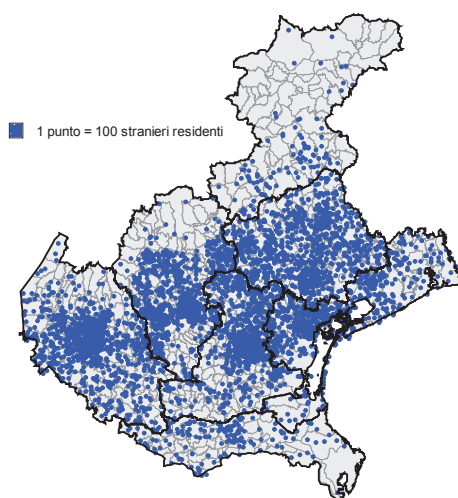 1 punto = 100 stranieri residenti